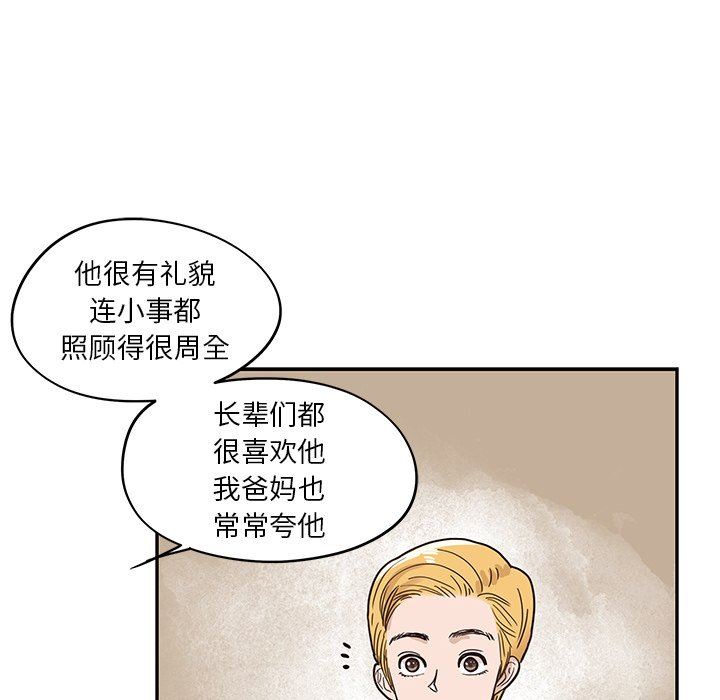 他很有礼貌
连小事都
照顾得很周全
长辈们都
很喜欢他
我爸妈也
常常夸他